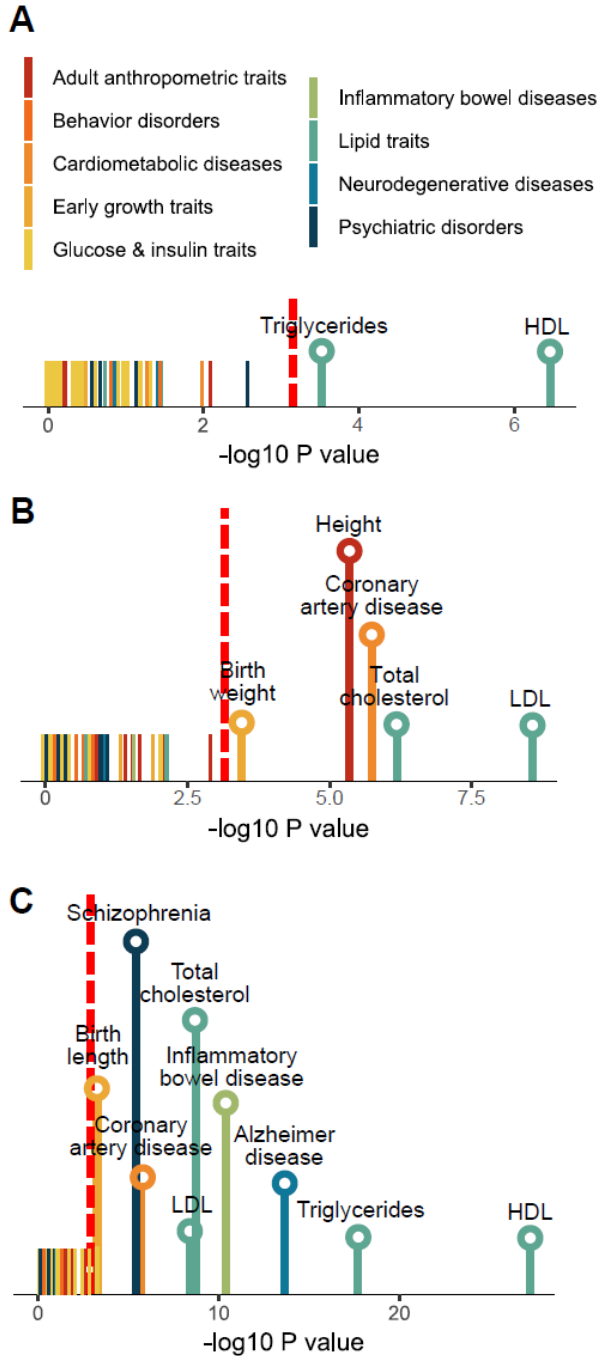 A
Adult anthropometric traits
Behavior disorders
Cardiometabolic diseases
Early growth traits
Glucose & insulin traits
Inflammatory bowel diseases
Lipid traits
Neurodegenerative diseases
Psychiatric disorders
Triglycerides
HDL
0
2
4
6
-log10 P value
B
Height
Coronary
artery disease
Birth
weight
Total
cholesterol
LDL
0
2.5
5.0
7.5
-log10 P value
C
Schizophrenia
Total
cholesterol
Birth
length
Inflammatory
bowel disease
Coronary
artery disease
Alzheimer
disease
LDL
Triglycerides
HDL
0
10
20
-log10 P value